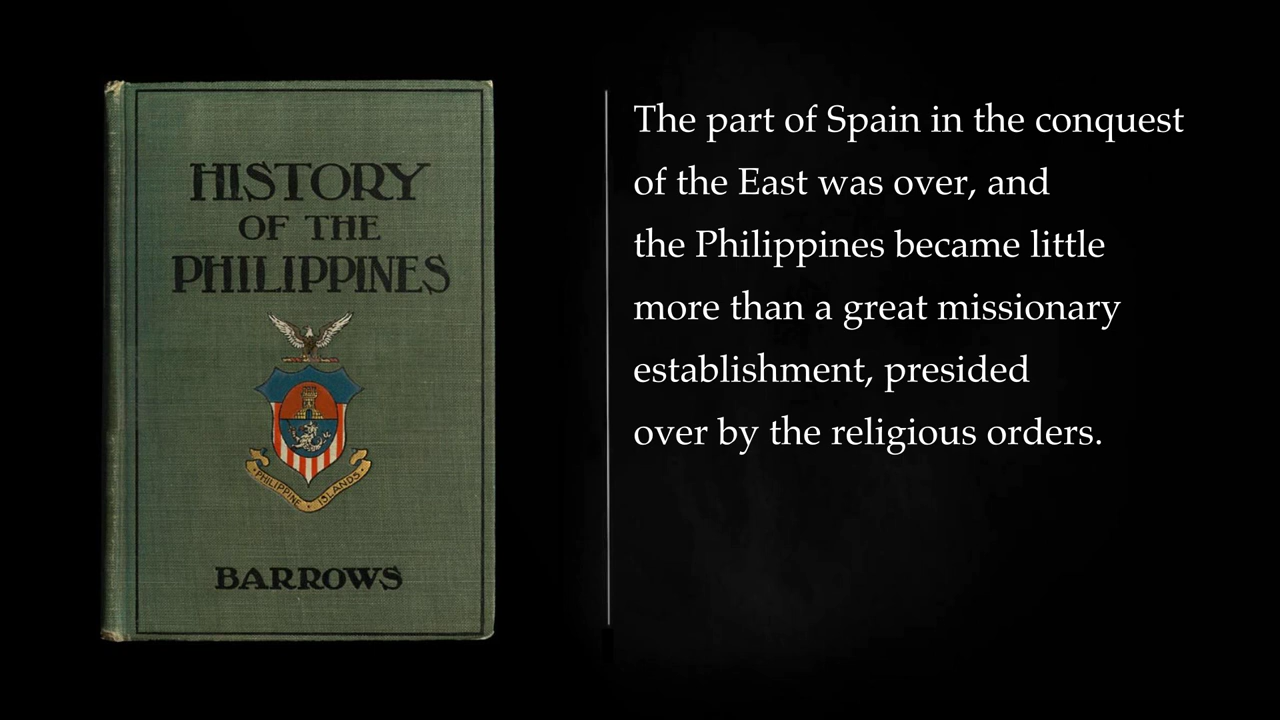 HISTORY
OF THE
PHILIPPINES
PHILIPPINE ISLANDS
BARROWS
The part of Spain in the conquest
of the East was over, and
the Philippines became little
more than a great missionary
establishment, presided
over by the religious orders.